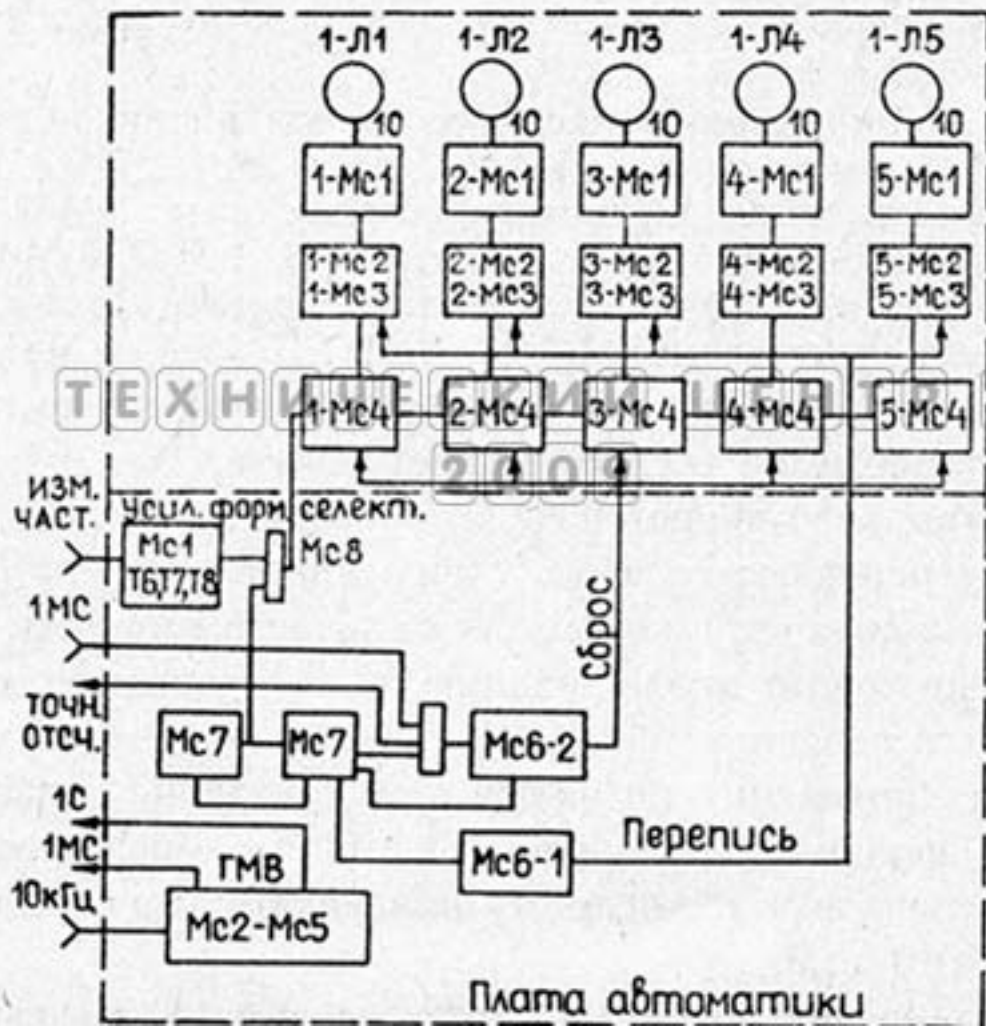 1-Л1 1-Л2 1-Л3 1-Л4 1-Л5
10 10 10 10 10
1-Мс1 2-Мс1 3-Мс1 4-Мс1 5-Мс1
1-Мс2 2-Мс2 3-Мс2 4-Мс2 5-Мс2
1-Мс3 2-Мс3 3-Мс3 4-Мс3 5-Мс3
ТЕХНИЧЕСКИЙ ЦЕНТР
1-Мс4 2-Мс4 3-Мс4 4-Мс4 5-Мс4
2009
ИЗМ.
ЧАСТ.
Усил. форм. селект.
Мс1
Т6,Т7,Т8
Мс8
1МС
Сброс
ТОЧН.
ОТСЧ.
Мс7 Мс7 Мс6-2
1С
1МС
ГМВ
Перепись
Мс6-1
10кГц
Мс2-Мс5
Плата автоматики